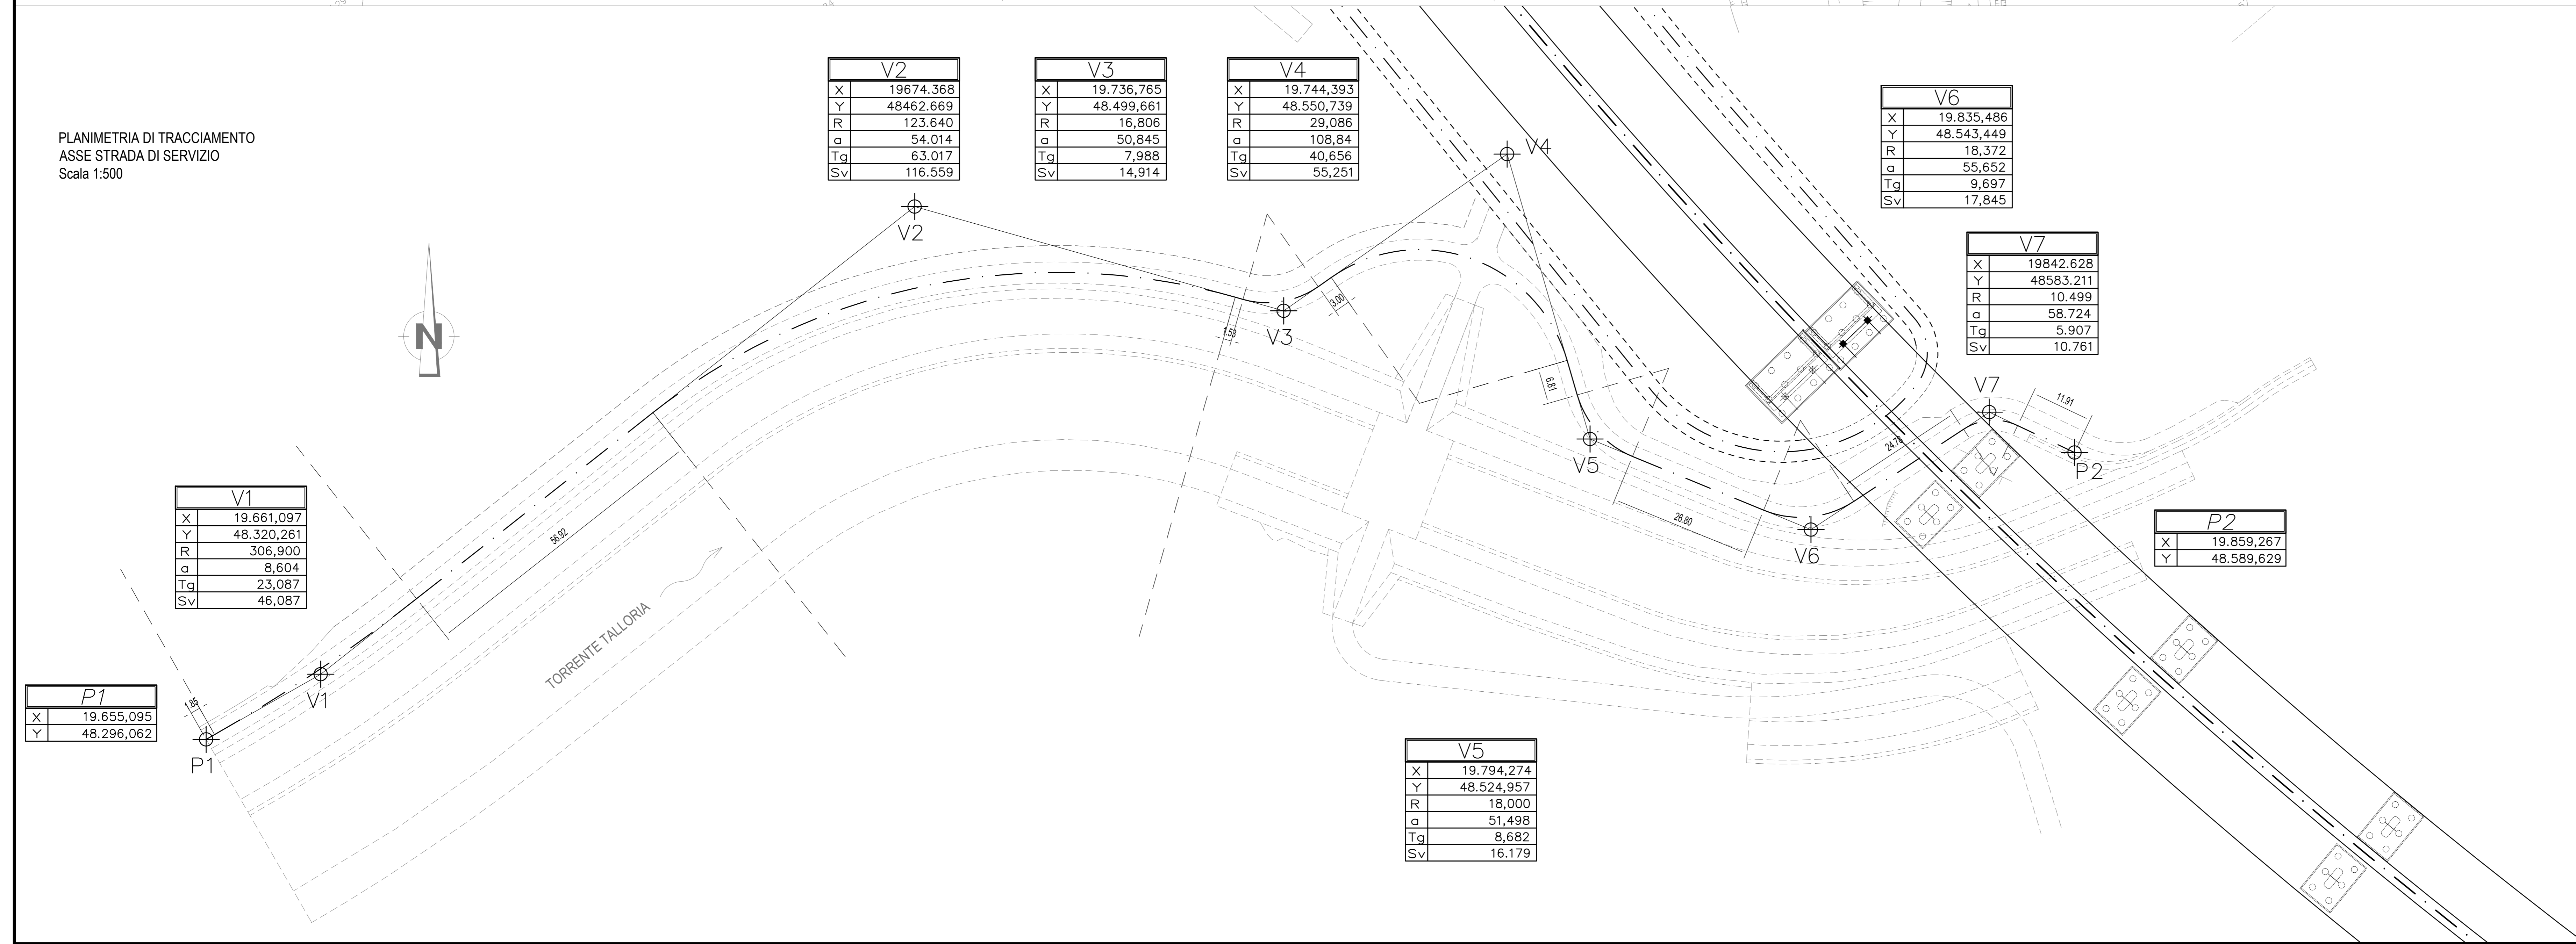 PLANIMETRIA DI TRACCIAMENTO
ASSE STRADA DI SERVIZIO
Scala 1:500
N
V2
X 19674.368
Y 48462.669
R 123.640
a 54.014
Tg 63.017
Sv 116.559
V3
X 19.736,765
Y 48.499,661
R 16,806
a 50,845
Tg 7,988
Sv 14,914
V4
X 19.744,393
Y 48.550,739
R 29,086
a 108,84
Tg 40,656
Sv 55,251
V6
X 19.835,486
Y 48.543,449
R 18,372
a 55,652
Tg 9,697
Sv 17,845
V7
X 19842.628
Y 48583.211
R 10.499
a 58.724
Tg 5.907
Sv 10.761
V4
V2
V3
3.00
1.53
6.81
V5
26.80
V6
24.78
V7
11.91
P2
P2
X 19.859,267
Y 48.589,629
V1
X 19.661,097
Y 48.320,261
R 306,900
a 8,604
Tg 23,087
Sv 46,087
56.92
TORRENTE TALLORIA
V1
P1
X 19.655,095
Y 48.296,062
1.85
P1
V5
X 19.794,274
Y 48.524,957
R 18,000
a 51,498
Tg 8,682
Sv 16.179